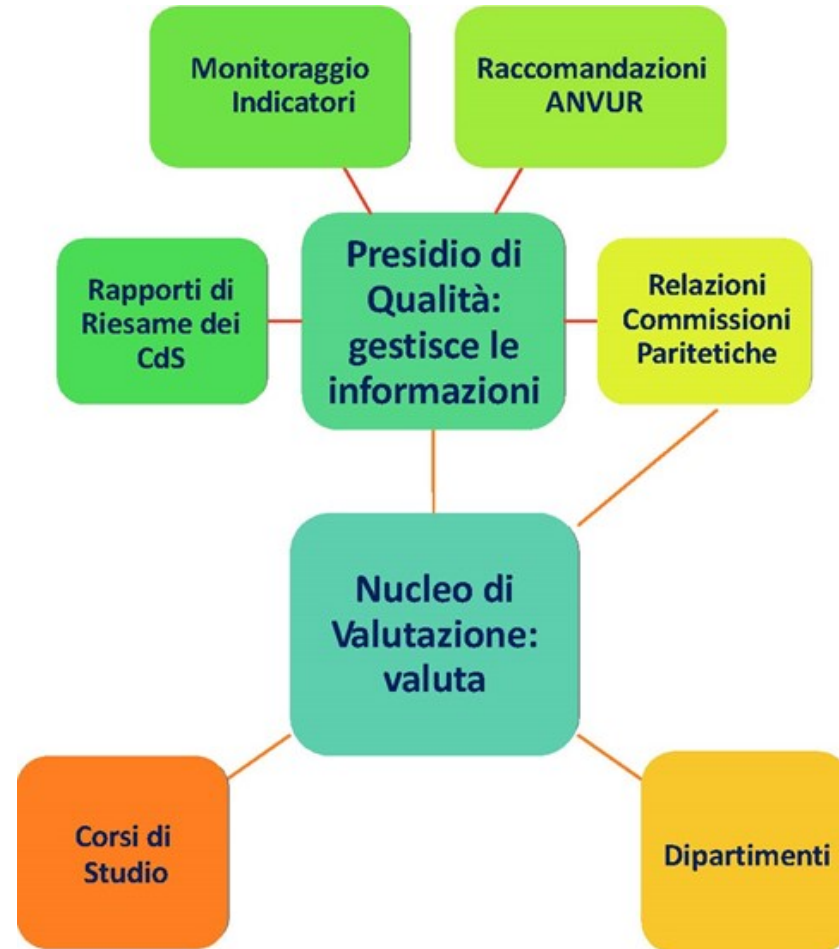 Monitoraggio
Indicatori
Raccomandazioni
ANVUR
Rapporti di
Riesame dei
CdS
Presidio di
Qualità:
gestisce le
informazioni
Relazioni
Commissioni
Paritetiche
Nucleo di
Valutazione:
valuta
Corsi di
Studio
Dipartimenti